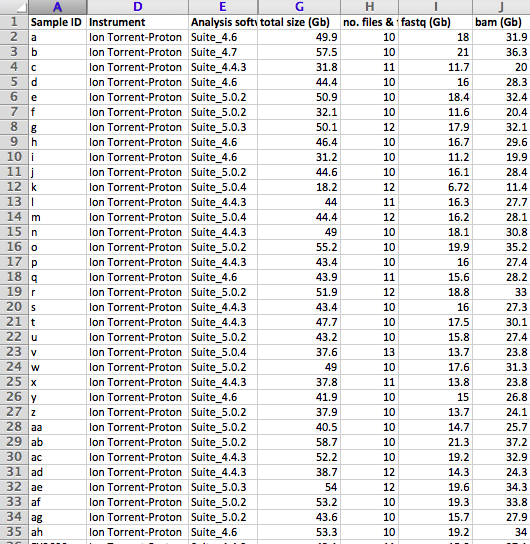 A D E G H I J
1 Sample ID Instrument Analysis softw total size (Gb) no. files & fastq (Gb) bam (Gb)
2 a Ion Torrent-Proton Suite_4.6 49.9 10 18 31.9
3 b Ion Torrent-Proton Suite_4.7 57.5 10 21 36.3
4 c Ion Torrent-Proton Suite_4.4.3 31.8 11 11.7 20
5 d Ion Torrent-Proton Suite_4.6 44.4 10 16 28.3
6 e Ion Torrent-Proton Suite_5.0.2 50.9 10 18.4 32.4
7 f Ion Torrent-Proton Suite_5.0.2 32.1 10 11.6 20.4
8 g Ion Torrent-Proton Suite_5.0.3 50.1 12 17.9 32.1
9 h Ion Torrent-Proton Suite_4.6 46.4 10 16.7 29.6
10 i Ion Torrent-Proton Suite_4.6 31.2 10 11.2 19.9
11 j Ion Torrent-Proton Suite_5.0.2 44.6 10 16.1 28.4
12 k Ion Torrent-Proton Suite_5.0.4 18.2 12 6.72 11.4
13 l Ion Torrent-Proton Suite_4.4.3 44 11 16.3 27.7
14 m Ion Torrent-Proton Suite_5.0.4 44.4 12 16.2 28.1
15 n Ion Torrent-Proton Suite_4.4.3 49 10 18.1 30.8
16 o Ion Torrent-Proton Suite_5.0.2 55.2 10 19.9 35.2
17 p Ion Torrent-Proton Suite_4.4.3 43.4 10 16 27.4
18 q Ion Torrent-Proton Suite_4.6 43.9 11 15.6 28.2
19 r Ion Torrent-Proton Suite_5.0.2 51.9 12 18.8 33
20 s Ion Torrent-Proton Suite_4.4.3 43.4 10 16 27.3
21 t Ion Torrent-Proton Suite_4.4.3 47.7 10 17.5 30.1
22 u Ion Torrent-Proton Suite_5.0.2 43.2 10 15.8 27.4
23 v Ion Torrent-Proton Suite_5.0.4 37.6 13 13.7 23.8
24 w Ion Torrent-Proton Suite_5.0.2 49 10 17.6 31.3
25 x Ion Torrent-Proton Suite_4.4.3 37.8 11 13.8 23.8
26 y Ion Torrent-Proton Suite_4.6 41.9 10 15 26.8
27 z Ion Torrent-Proton Suite_5.0.2 37.9 10 13.7 24.1
28 aa Ion Torrent-Proton Suite_5.0.2 40.5 10 14.7 25.7
29 ab Ion Torrent-Proton Suite_5.0.2 58.7 10 21.3 37.2
30 ac Ion Torrent-Proton Suite_4.4.3 52.2 10 19.2 32.9
31 ad Ion Torrent-Proton Suite_4.4.3 38.7 12 14.3 24.3
32 ae Ion Torrent-Proton Suite_5.0.3 54 12 19.6 34.3
33 af Ion Torrent-Proton Suite_5.0.2 53.2 10 19.3 33.8
34 ag Ion Torrent-Proton Suite_5.0.2 43.6 10 15.7 27.9
35 ah Ion Torrent-Proton Suite_4.6 53.3 10 19.2 34